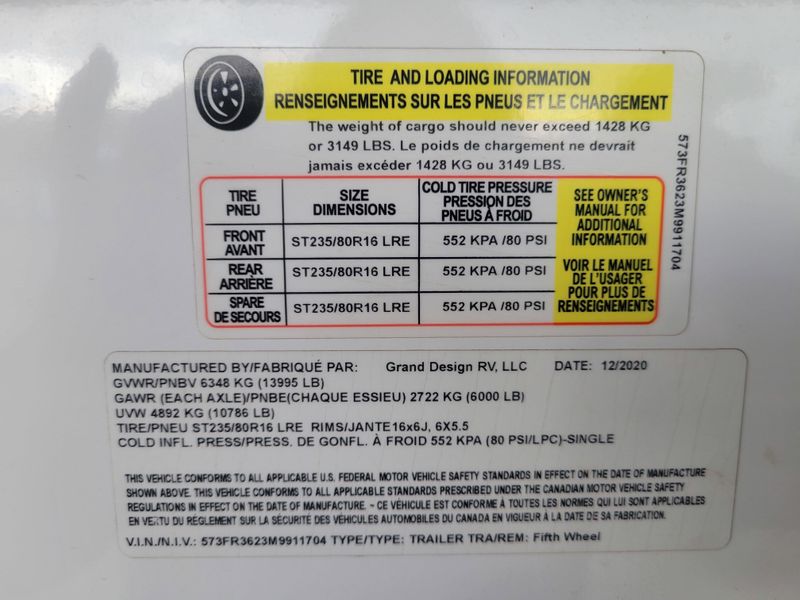 TIRE AND LOADING INFORMATION
RENSEIGNEMENTS SUR LES PNEUS ET LE CHARGEMENT
The weight of cargo should never exceed 1428 KG
or 3149 LBS. Le poids de chargement ne devrait
jamais excéder 1428 KG ou 3149 LBS.
TIRE PNEU
SIZE DIMENSIONS
COLD TIRE PRESSURE PRESSION DES PNEUS À FROID
SEE OWNER'S MANUAL FOR ADDITIONAL INFORMATION
VOIR LE MANUEL DE L'USAGER POUR PLUS DE RENSEIGNEMENTS
FRONT AVANT ST235/80R16 LRE 552 KPA /80 PSI
REAR ARRIÈRE ST235/80R16 LRE 552 KPA /80 PSI
SPARE DE SECOURS ST235/80R16 LRE 552 KPA /80 PSI
573FR3623M9911704
MANUFACTURED BY/FABRIQUÉ PAR: Grand Design RV, LLC DATE: 12/2020
GVWR/PNBV 6348 KG (13995 LB)
GAWR (EACH AXLE)/PNBE(CHAQUE ESSIEU) 2722 KG (6000 LB)
UVW 4892 KG (10786 LB)
TIRE/PNEU ST235/80R16 LRE RIMS/JANTE16x6J, 6X5.5
COLD INFL. PRESS/PRESS. DE GONFL. À FROID 552 KPA (80 PSI/LPC)-SINGLE
THIS VEHICLE CONFORMS TO ALL APPLICABLE U.S. FEDERAL MOTOR VEHICLE SAFETY STANDARDS IN EFFECT ON THE DATE OF MANUFACTURE
SHOWN ABOVE. THIS VEHICLE CONFORMS TO ALL APPLICABLE STANDARDS PRESCRIBED UNDER THE CANADIAN MOTOR VEHICLE SAFETY
REGULATIONS IN EFFECT ON THE DATE OF MANUFACTURE. - CE VÉHICULE EST CONFORME À TOUTES LES NORMES QUI LUI SONT APPLICABLES
EN VERTU DU RÉGLEMENT SUR LA SÉCURITÉ DES VÉHICULES AUTOMOBILES DU CANADA EN VIGUEUR À LA DATE DE SA FABRICATION.
V.I.N./N.I.V.: 573FR3623M9911704 TYPE/TYPE: TRAILER TRA/REM: Fifth Wheel